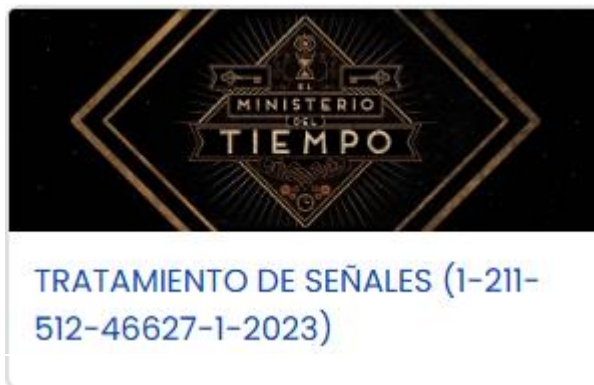 EL
MINISTERIO
DEL
TIEMPO
TRATAMIENTO DE SEÑALES (1-211-
512-46627-1-2023)